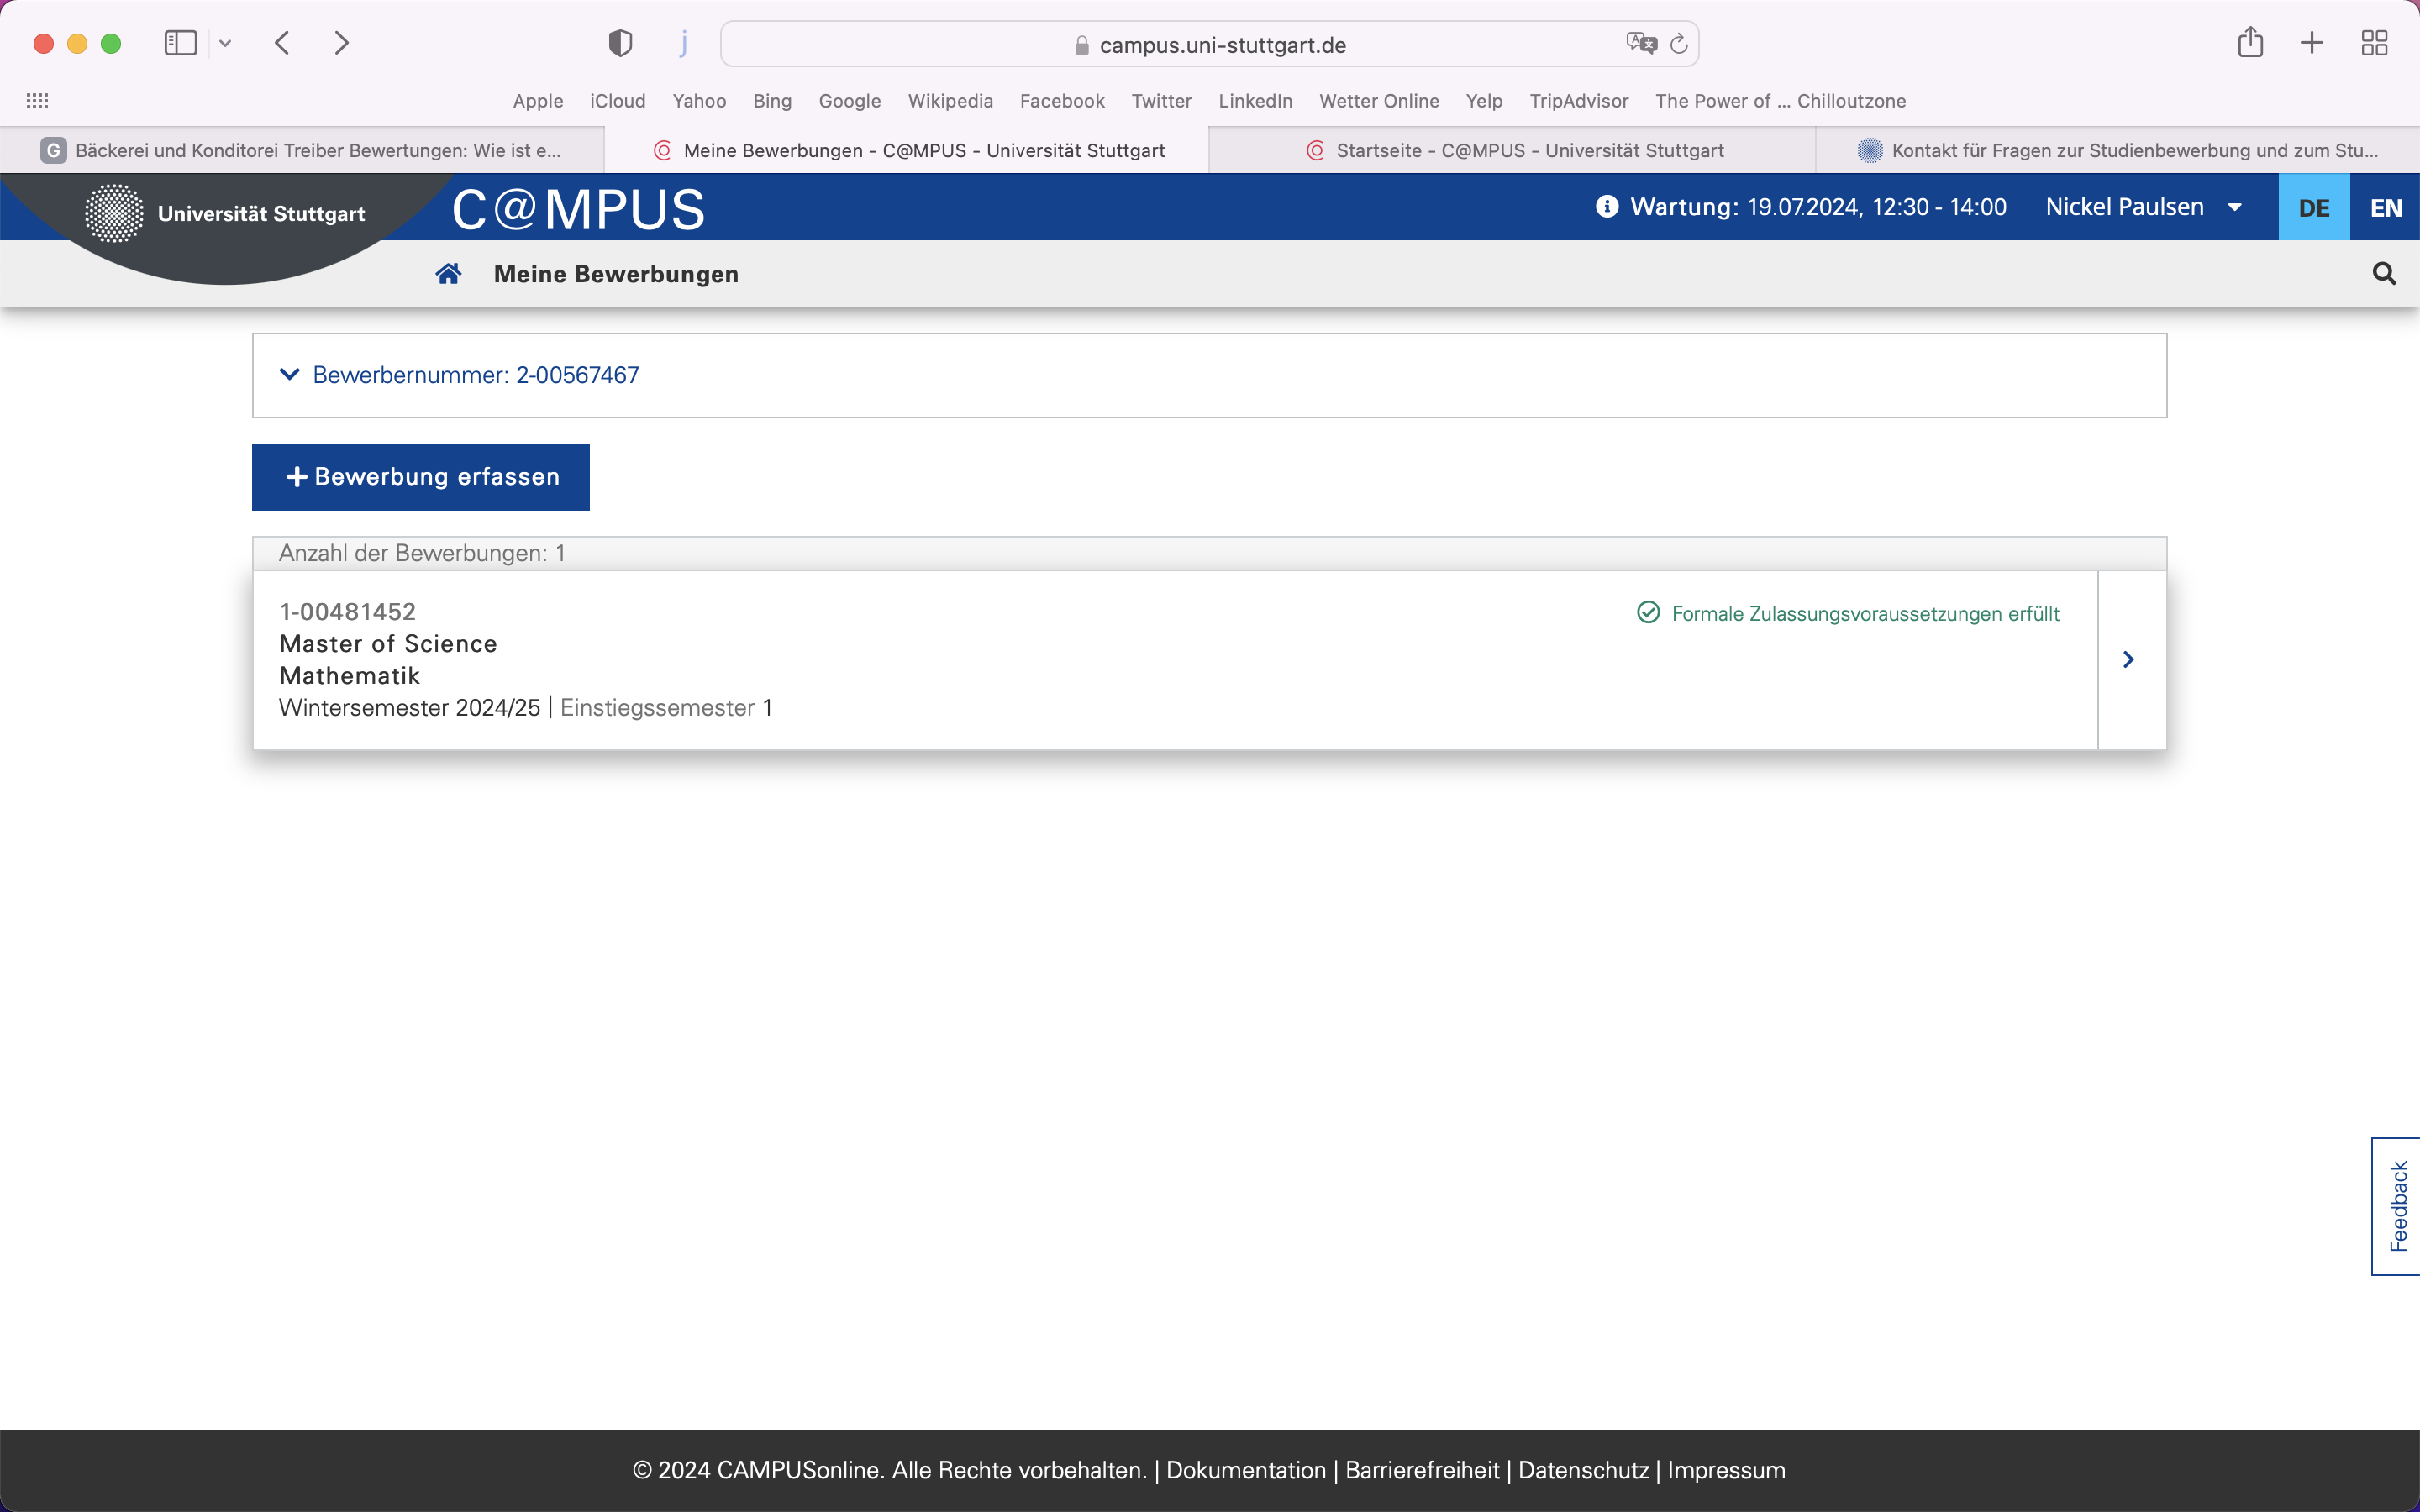 j
campus.uni-stuttgart.de
Apple iCloud Yahoo Bing Google Wikipedia Facebook Twitter LinkedIn Wetter Online Yelp TripAdvisor The Power of ... Chilloutzone
G Bäckerei und Konditorei Treiber Bewertungen: Wie ist e...
Meine Bewerbungen - C@MPUS - Universität Stuttgart
Startseite - C@MPUS - Universität Stuttgart
Kontakt für Fragen zur Studienbewerbung und zum Stu...
Universität Stuttgart
C@MPUS
Wartung: 19.07.2024, 12:30 - 14:00
Nickel Paulsen
DE
EN
Meine Bewerbungen
Bewerbernummer: 2-00567467
+ Bewerbung erfassen
Anzahl der Bewerbungen: 1
1-00481452
Formale Zulassungsvoraussetzungen erfüllt
Master of Science
Mathematik
Wintersemester 2024/25 | Einstiegssemester 1
Feedback
© 2024 CAMPUSonline. Alle Rechte vorbehalten. | Dokumentation | Barrierefreiheit | Datenschutz | Impressum